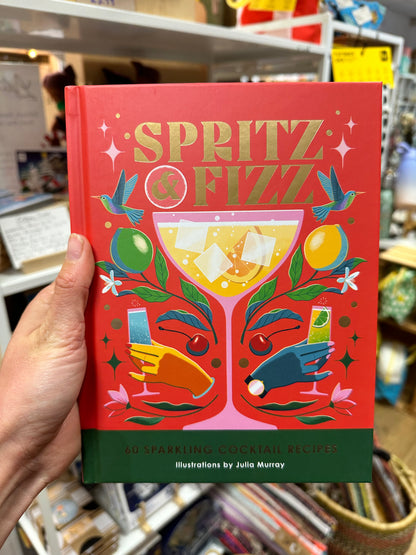 SPRITZ
& FIZZ
60 SPARKLING COCKTAIL RECIPES
Illustrations by Julia Murray